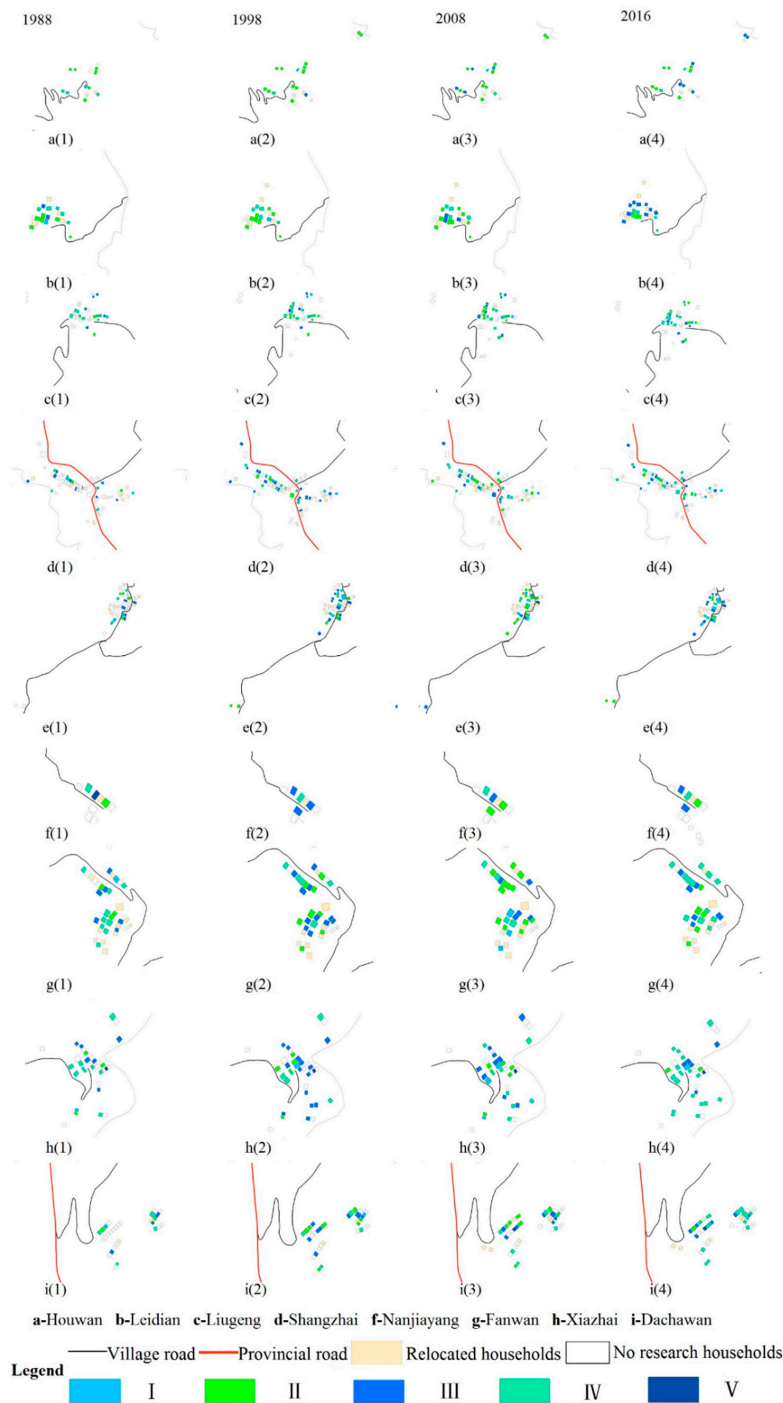 1988 1998 2008 2016
a(1) a(2) a(3) a(4)
b(1) b(2) b(3) b(4)
c(1) c(2) c(3) c(4)
d(1) d(2) d(3) d(4)
e(1) e(2) e(3) e(4)
f(1) f(2) f(3) f(4)
g(1) g(2) g(3) g(4)
h(1) h(2) h(3) h(4)
i(1) i(2) i(3) i(4)
a-Houwan b-Leidian c-Liugeng d-Shangzhai f-Nanjiayang g-Fanwan h-Xiazhai i-Dachawan
Village road Provincial road Relocated households No research households
Legend
I II III IV V